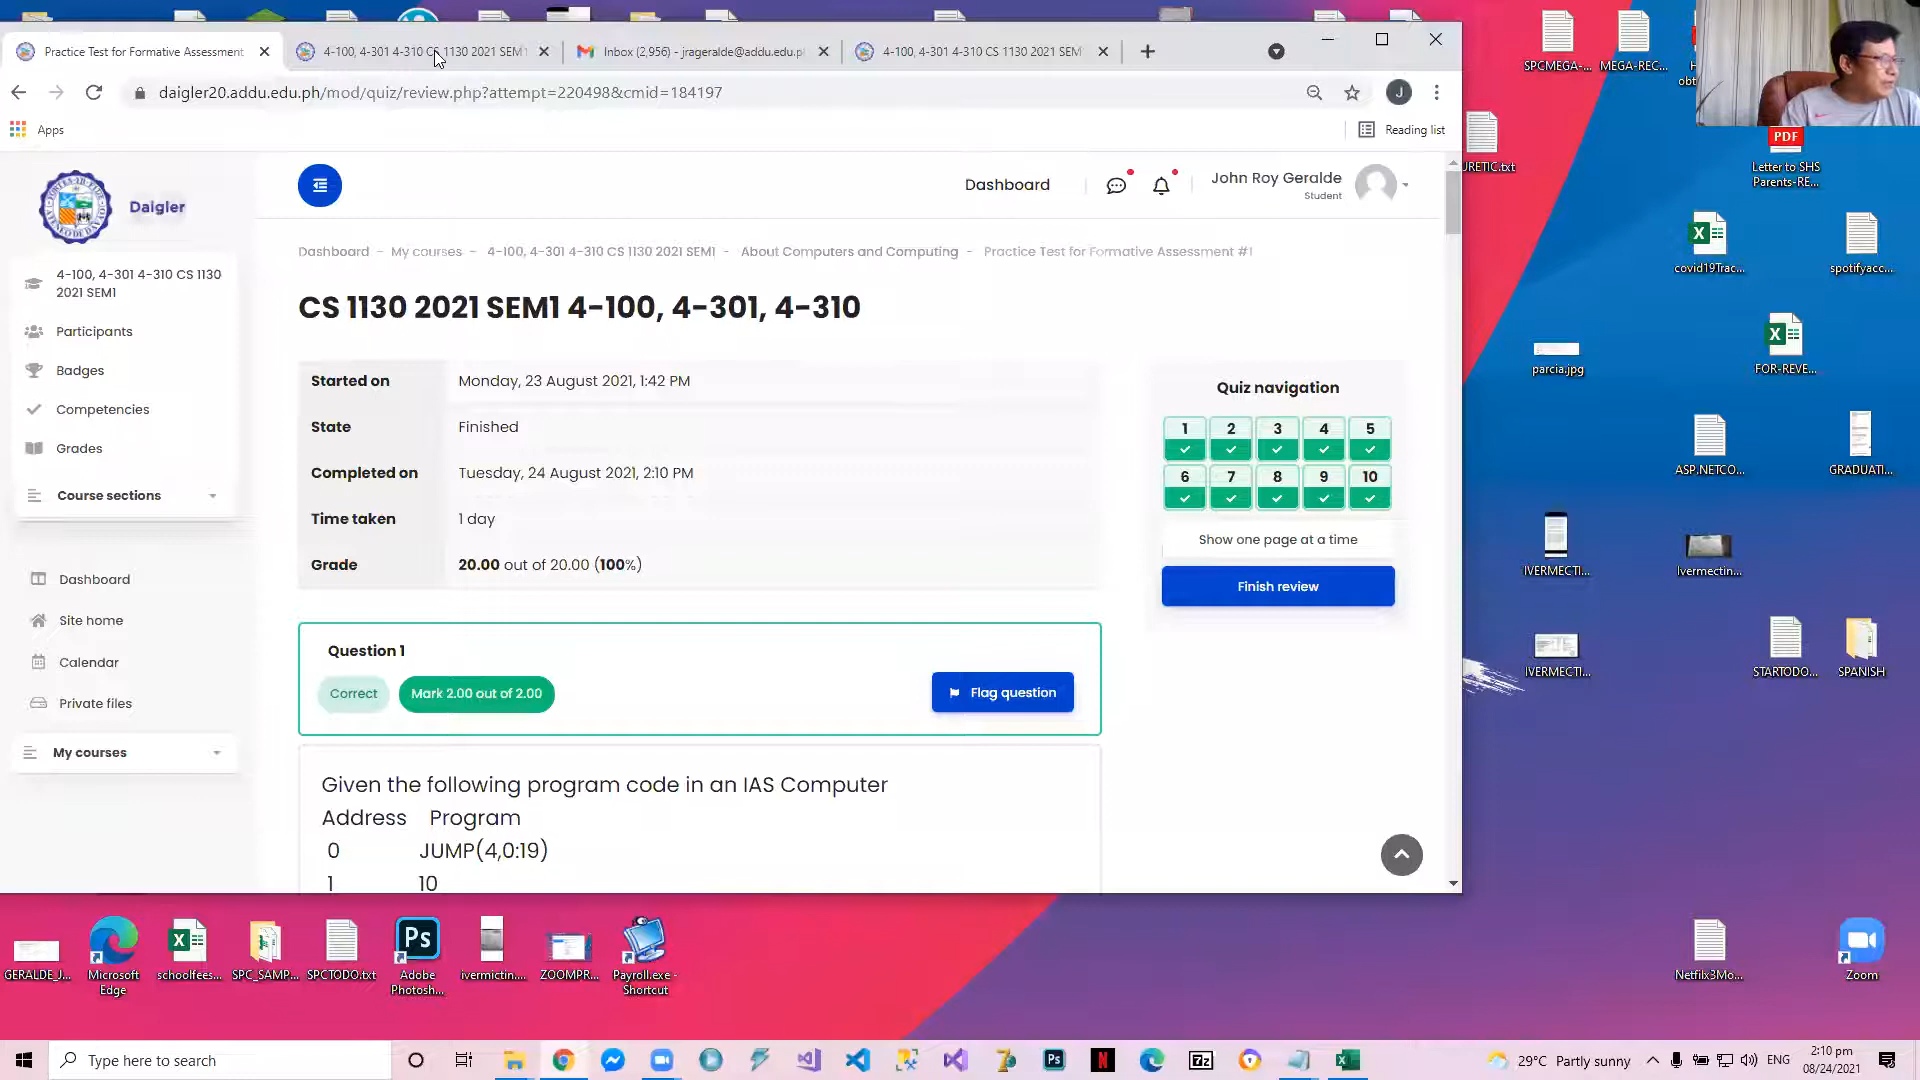 Practice Test for Formative Assessment
4-100, 4-301 4-310 CS 1130 2021 SEM1
Inbox (2,956) - jrageralde@addu.edu.p
4-100, 4-301 4-310 CS 1130 2021 SEM
daigler20.addu.edu.ph/mod/quiz/review.php?attempt=220498&cmid=184197
J
Apps
Reading list
Daigler
4-100, 4-301 4-310 CS 1130
2021 SEM1
Participants
Badges
Competencies
Grades
Course sections
Dashboard
Site home
Calendar
Private files
My courses
Dashboard
John Roy Geralde
Student
Dashboard - My courses - 4-100, 4-301 4-310 CS 1130 2021 SEM1 - About Computers and Computing - Practice Test for Formative Assessment #1
CS 1130 2021 SEM1 4-100, 4-301, 4-310
Started on Monday, 23 August 2021, 1:42 PM
State Finished
Completed on Tuesday, 24 August 2021, 2:10 PM
Time taken 1 day
Grade 20.00 out of 20.00 (100%)
Quiz navigation
1 2 3 4 5
6 7 8 9 10
Show one page at a time
Finish review
Question 1
Correct
Mark 2.00 out of 2.00
Flag question
Given the following program code in an IAS Computer
Address Program
0 JUMP(4,0:19)
1 10
SPCMEGA-...
MEGA-REC...
URETIC.txt
PDF
Letter to SHS
Parents-RE...
covid19Trac...
spotifyacc...
parcia.jpg
FOR-REVE...
ASP.NETCO...
GRADUATI...
IVERMECTI...
Ivermectin...
IVERMECTI...
STARTODO...
SPANISH
Netfilx3Mo...
Zoom
GERALDE_J...
Microsoft
Edge
schoolfees...
SPC_SAMP...
SPCTODO.txt
Ps
Adobe
Photosh...
ivermictin....
ZOOMPR...
Payroll.exe -
Shortcut
Type here to search
Ps
N
7z
29°C Partly sunny
ENG
2:10 pm
08/24/2021